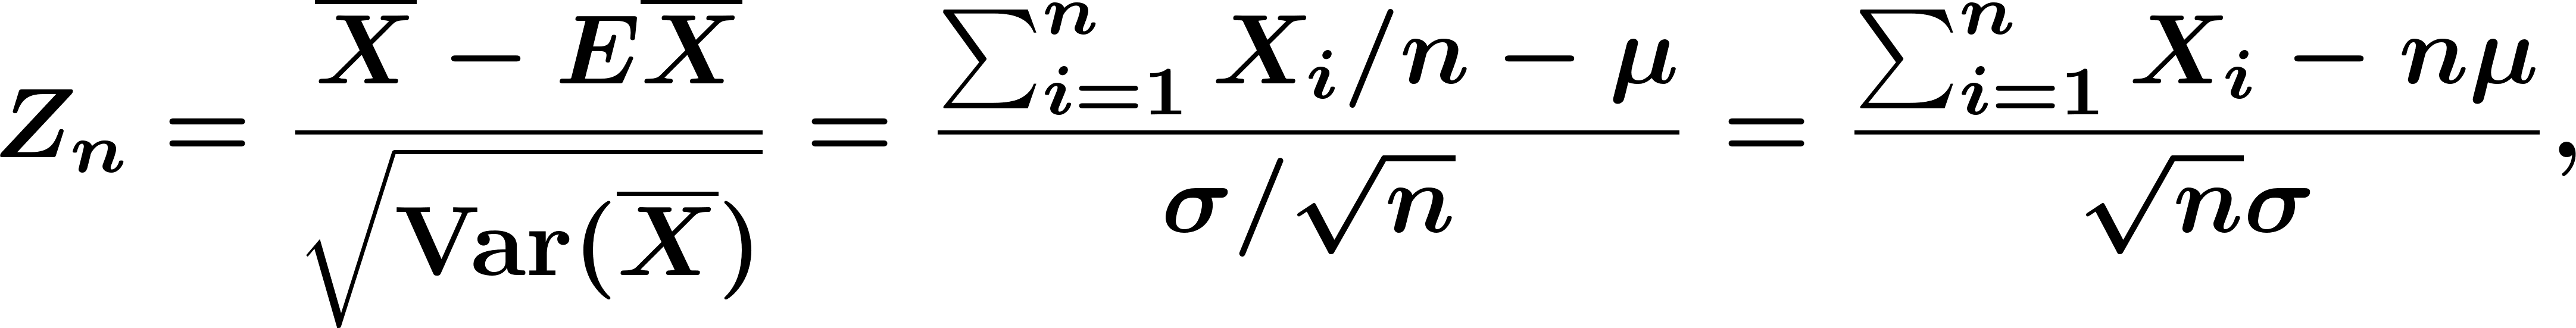 $Z_n = \frac{\overline{X} - E\overline{X}}{\sqrt{\mathrm{Var}(\overline{X})}} = \frac{\sum_{i=1}^{n} X_i/n - \mu}{\sigma/\sqrt{n}} = \frac{\sum_{i=1}^{n} X_i - n\mu}{\sqrt{n}\sigma},$